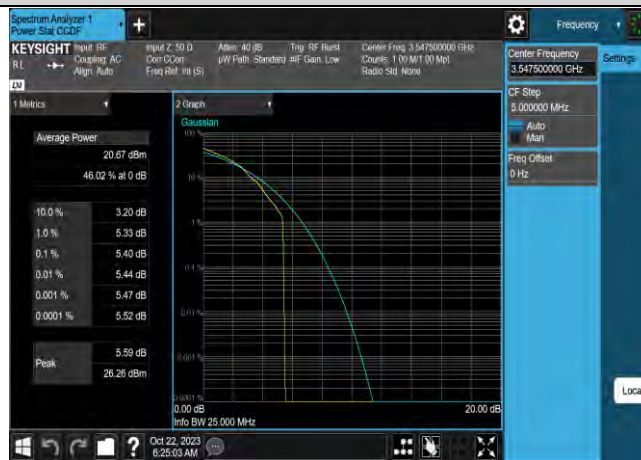 Spectrum Analyzer 1
Power Stat CCDF
+
Frequency
KEYSIGHT
Input: RF
Input Z: 50 Ω
Atten: 40 dB
Trig: RF Burst
Center Freq: 3.547500000 GHz
RL
Coupling: AC
Corr CCorr
µW Path: Standard
#IF Gain: Low
Counts: 1.00 M/1.00 Mpt
Align: Auto
Freq Ref: Int (S)
Radio Std: None
LXI
Center Frequency
3.547500000 GHz
Settings
CF Step
5.000000 MHz
Auto
Man
Freq Offset
0 Hz
1 Metrics
2 Graph
Average Power
20.67 dBm
46.02 % at 0 dB
10.0 % 3.20 dB
1.0 % 5.33 dB
0.1 % 5.40 dB
0.01 % 5.44 dB
0.001 % 5.47 dB
0.0001 % 5.52 dB
Peak
5.59 dB
26.26 dBm
Gaussian
100 %
10 %
1 %
0.1 %
0.001 %
0.0001 %
0.00 dB
20.00 dB
Info BW 25.000 MHz
Loca
?
Oct 22, 2023
6:25:03 AM